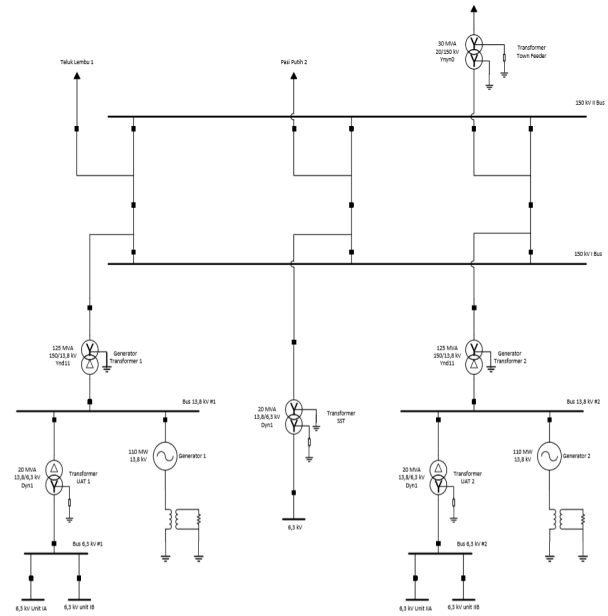 30 MVA
20/150 kV
Ynyn0
Transformer
Town Feeder
Teluk Lembu 1
Pasi Putih 2
150 kV II Bus
150 kV I Bus
125 MVA
150/13,8 kV
Ynd11
Generator
Transformer 1
125 MVA
150/13,8 kV
Ynd11
Generator
Transformer 2
Bus 13,8 kV #1
Bus 13,8 kV #2
20 MVA
13,8/6,3 kV
Dyn1
Transformer
SST
20 MVA
13,8/6,3 kV
Dyn1
Transformer
UAT 1
110 MW
13,8 kV
Generator 1
20 MVA
13,8/6,3 kV
Dyn1
Transformer
UAT 2
110 MW
13,8 kV
Generator 2
6,3 kV
Bus 6,3 kV #1
Bus 6,3 kV #2
6,3 kV Unit IA
6,3 kV unit IB
6,3 kV unit IIA
6,3 kV unit IIB